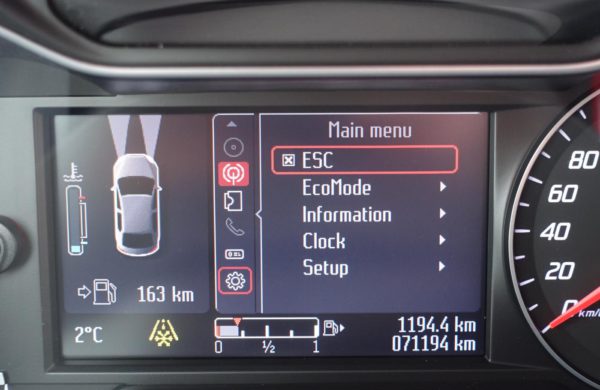 Main menu
ESC
EcoMode
Information
Clock
Setup
163 km
2°C
0 ½ 1
1194.4 km
071194 km
80
60
40
20
0
km/